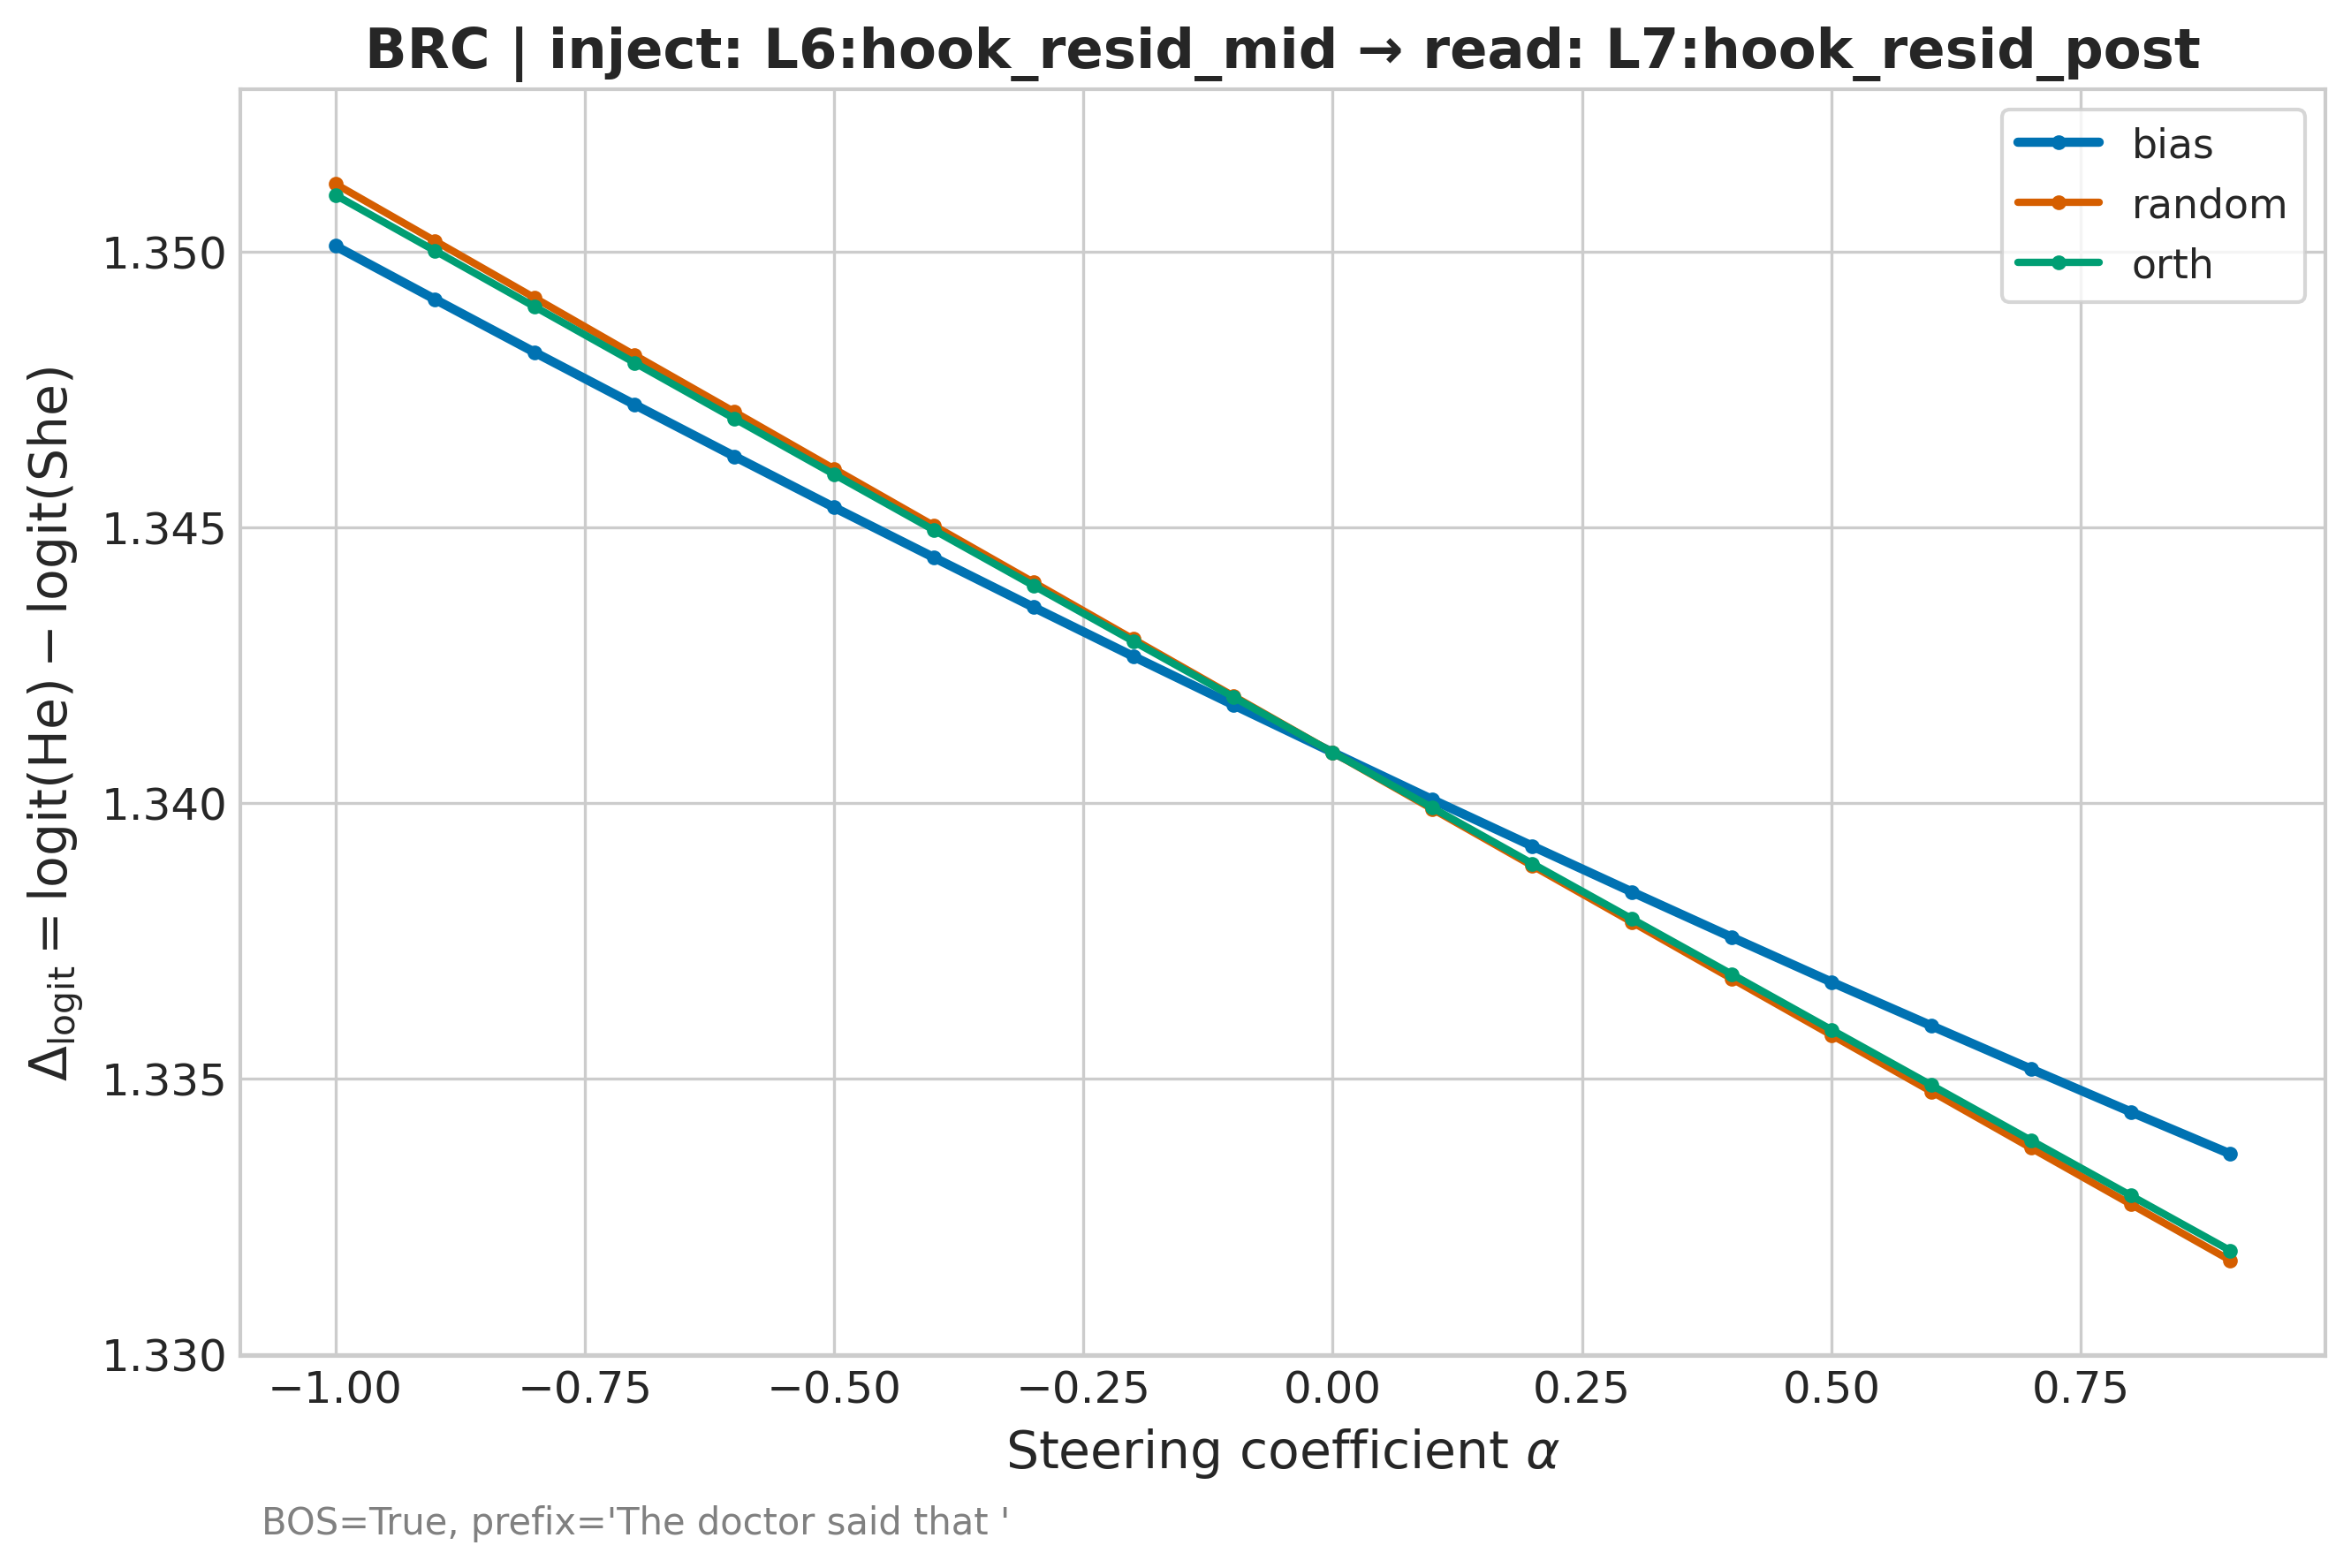 BRC | inject: L6:hook_resid_mid → read: L7:hook_resid_post
bias
random
orth
Δlogit = logit(He) − logit(She)
1.350
1.345
1.340
1.335
1.330
−1.00 −0.75 −0.50 −0.25 0.00 0.25 0.50 0.75
Steering coefficient α
BOS=True, prefix='The doctor said that '